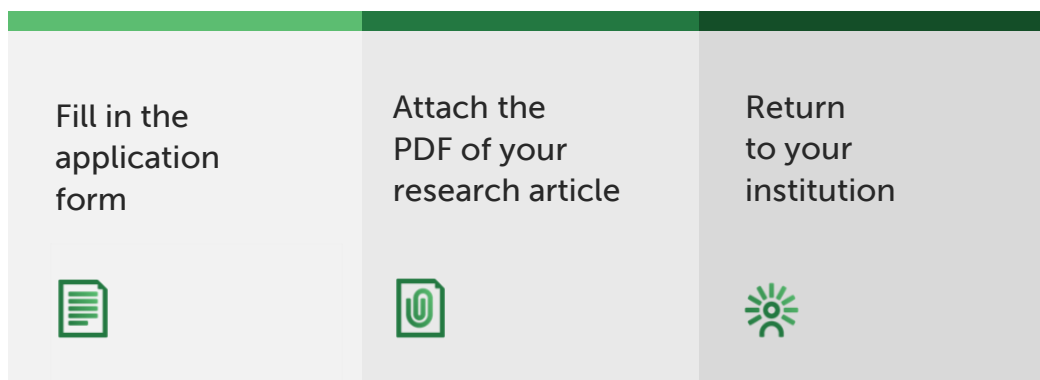 Fill in the
application
form
Attach the
PDF of your
research article
Return
to your
institution